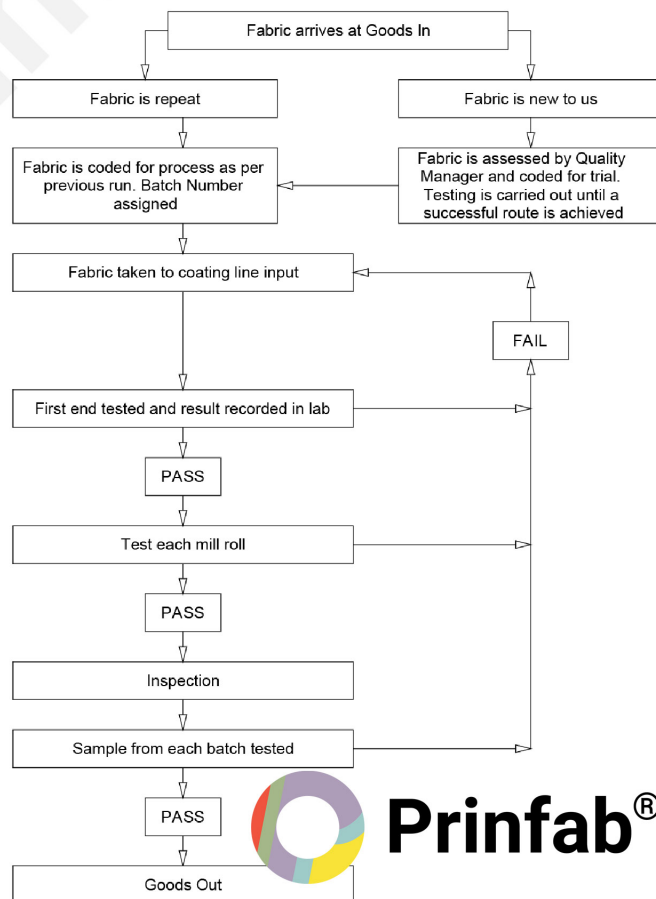 Fabric arrives at Goods In
Fabric is repeat
Fabric is new to us
Fabric is coded for process as per
previous run. Batch Number
assigned
Fabric is assessed by Quality
Manager and coded for trial.
Testing is carried out until a
successful route is achieved
Fabric taken to coating line input
FAIL
First end tested and result recorded in lab
PASS
Test each mill roll
PASS
Inspection
Sample from each batch tested
PASS
Prinfab®
Goods Out